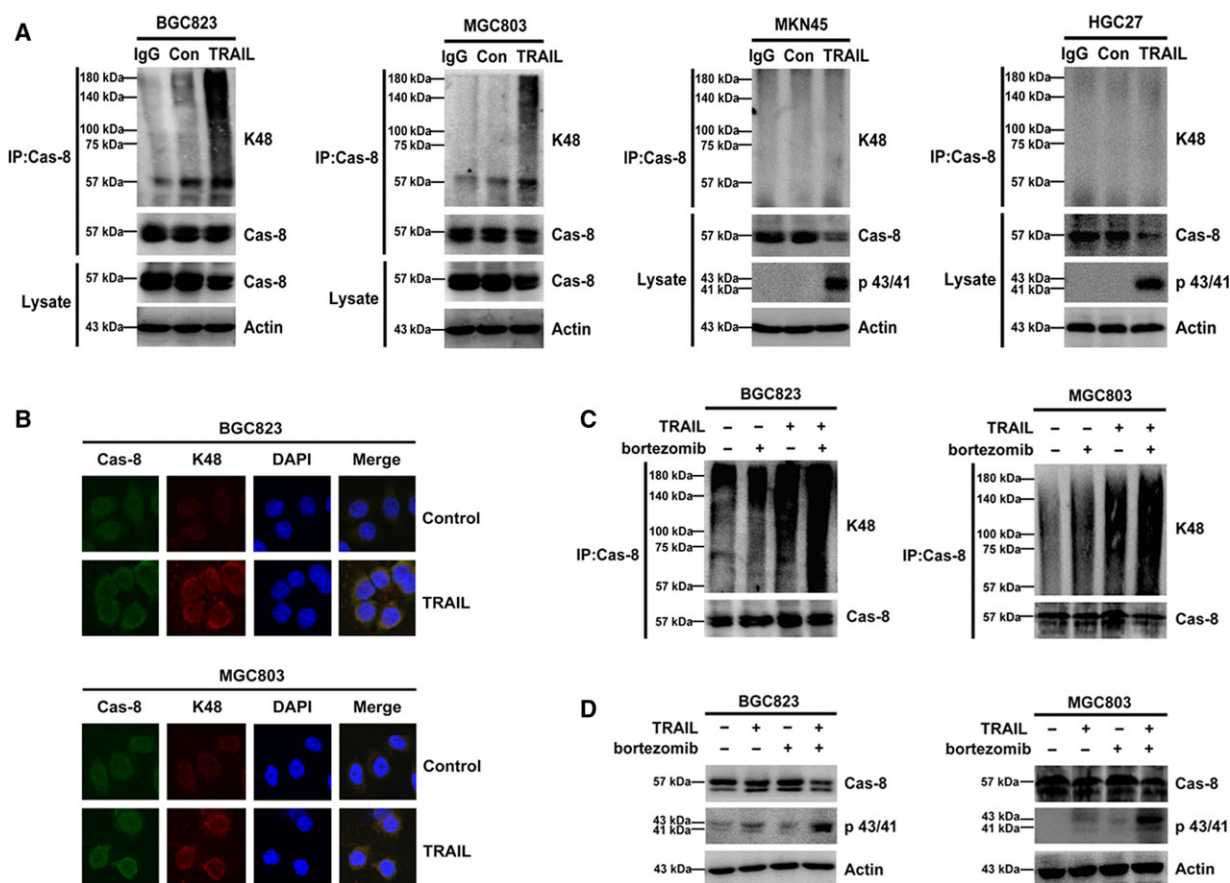 A
BGC823
IgG Con TRAIL
180 kDa
140 kDa
100 kDa
75 kDa
57 kDa
IP:Cas-8
K48
57 kDa
Cas-8
Lysate
57 kDa
Cas-8
43 kDa
Actin
MGC803
IgG Con TRAIL
180 kDa
140 kDa
100 kDa
75 kDa
57 kDa
IP:Cas-8
K48
57 kDa
Cas-8
Lysate
57 kDa
Cas-8
43 kDa
Actin
MKN45
IgG Con TRAIL
180 kDa
140 kDa
100 kDa
75 kDa
57 kDa
IP:Cas-8
K48
57 kDa
Cas-8
Lysate
43 kDa
41 kDa
p 43/41
43 kDa
Actin
HGC27
IgG Con TRAIL
180 kDa
140 kDa
100 kDa
75 kDa
57 kDa
IP:Cas-8
K48
57 kDa
Cas-8
Lysate
43 kDa
41 kDa
p 43/41
43 kDa
Actin
B
BGC823
Cas-8 K48 DAPI Merge
Control
TRAIL
MGC803
Cas-8 K48 DAPI Merge
Control
TRAIL
C
BGC823
TRAIL – – + +
bortezomib – + – +
180 kDa
140 kDa
100 kDa
75 kDa
57 kDa
IP:Cas-8
K48
57 kDa
Cas-8
MGC803
TRAIL – – + +
bortezomib – + – +
180 kDa
140 kDa
100 kDa
75 kDa
57 kDa
IP:Cas-8
K48
57 kDa
Cas-8
D
BGC823
TRAIL – + – +
bortezomib – – + +
57 kDa
Cas-8
43 kDa
41 kDa
p 43/41
43 kDa
Actin
MGC803
TRAIL – + – +
bortezomib – – + +
57 kDa
Cas-8
43 kDa
41 kDa
p 43/41
43 kDa
Actin